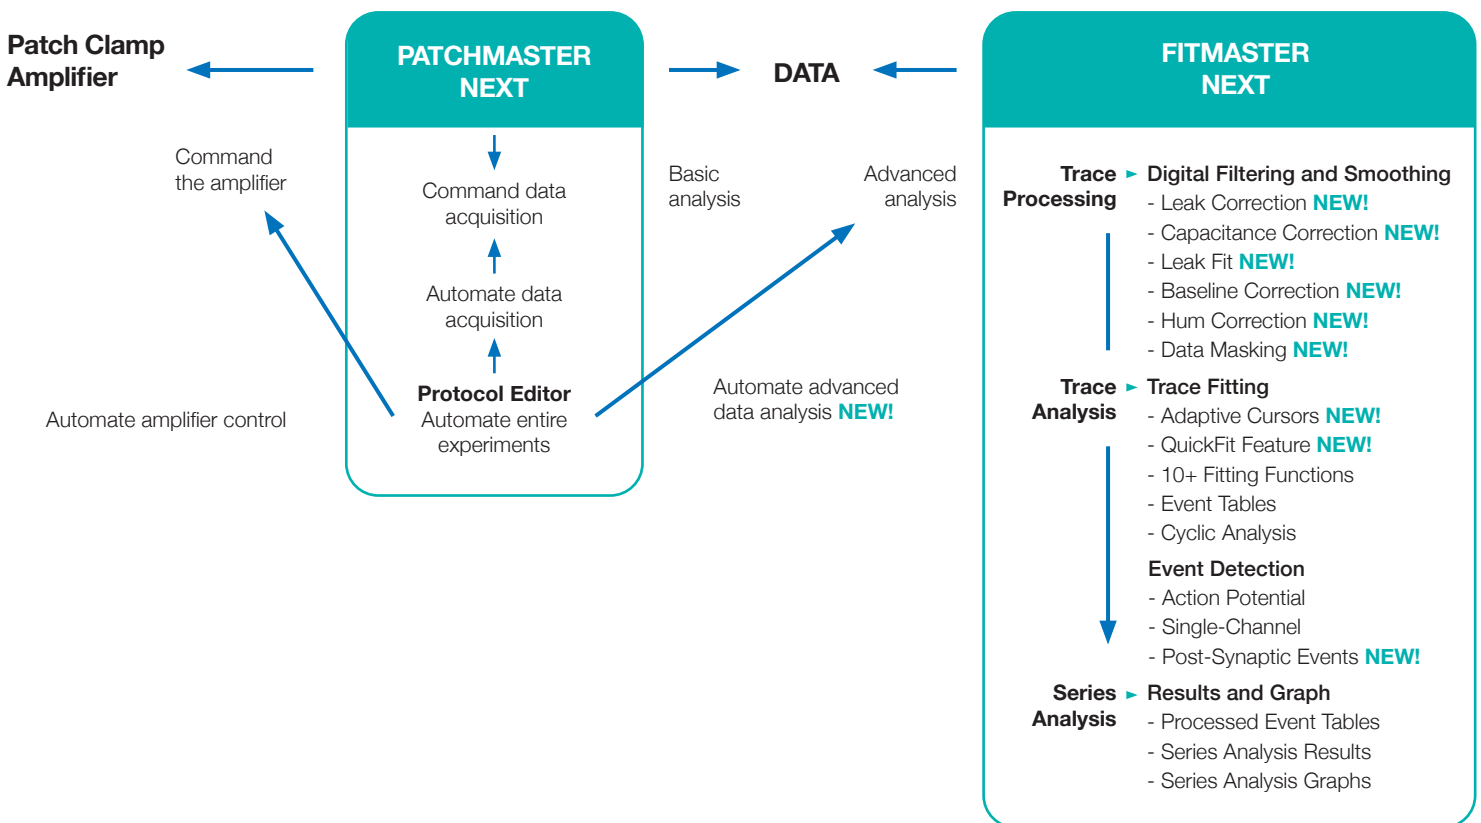 Patch Clamp
Amplifier
PATCHMASTER
NEXT
DATA
FITMASTER
NEXT
Command
the amplifier
Command data
acquisition
Automate data
acquisition
Protocol Editor
Automate entire
experiments
Automate amplifier control
Basic
analysis
Advanced
analysis
Automate advanced
data analysis NEW!
Trace
Processing
► Digital Filtering and Smoothing
- Leak Correction NEW!
- Capacitance Correction NEW!
- Leak Fit NEW!
- Baseline Correction NEW!
- Hum Correction NEW!
- Data Masking NEW!
Trace
Analysis
► Trace Fitting
- Adaptive Cursors NEW!
- QuickFit Feature NEW!
- 10+ Fitting Functions
- Event Tables
- Cyclic Analysis
Event Detection
- Action Potential
- Single-Channel
- Post-Synaptic Events NEW!
Series
Analysis
► Results and Graph
- Processed Event Tables
- Series Analysis Results
- Series Analysis Graphs